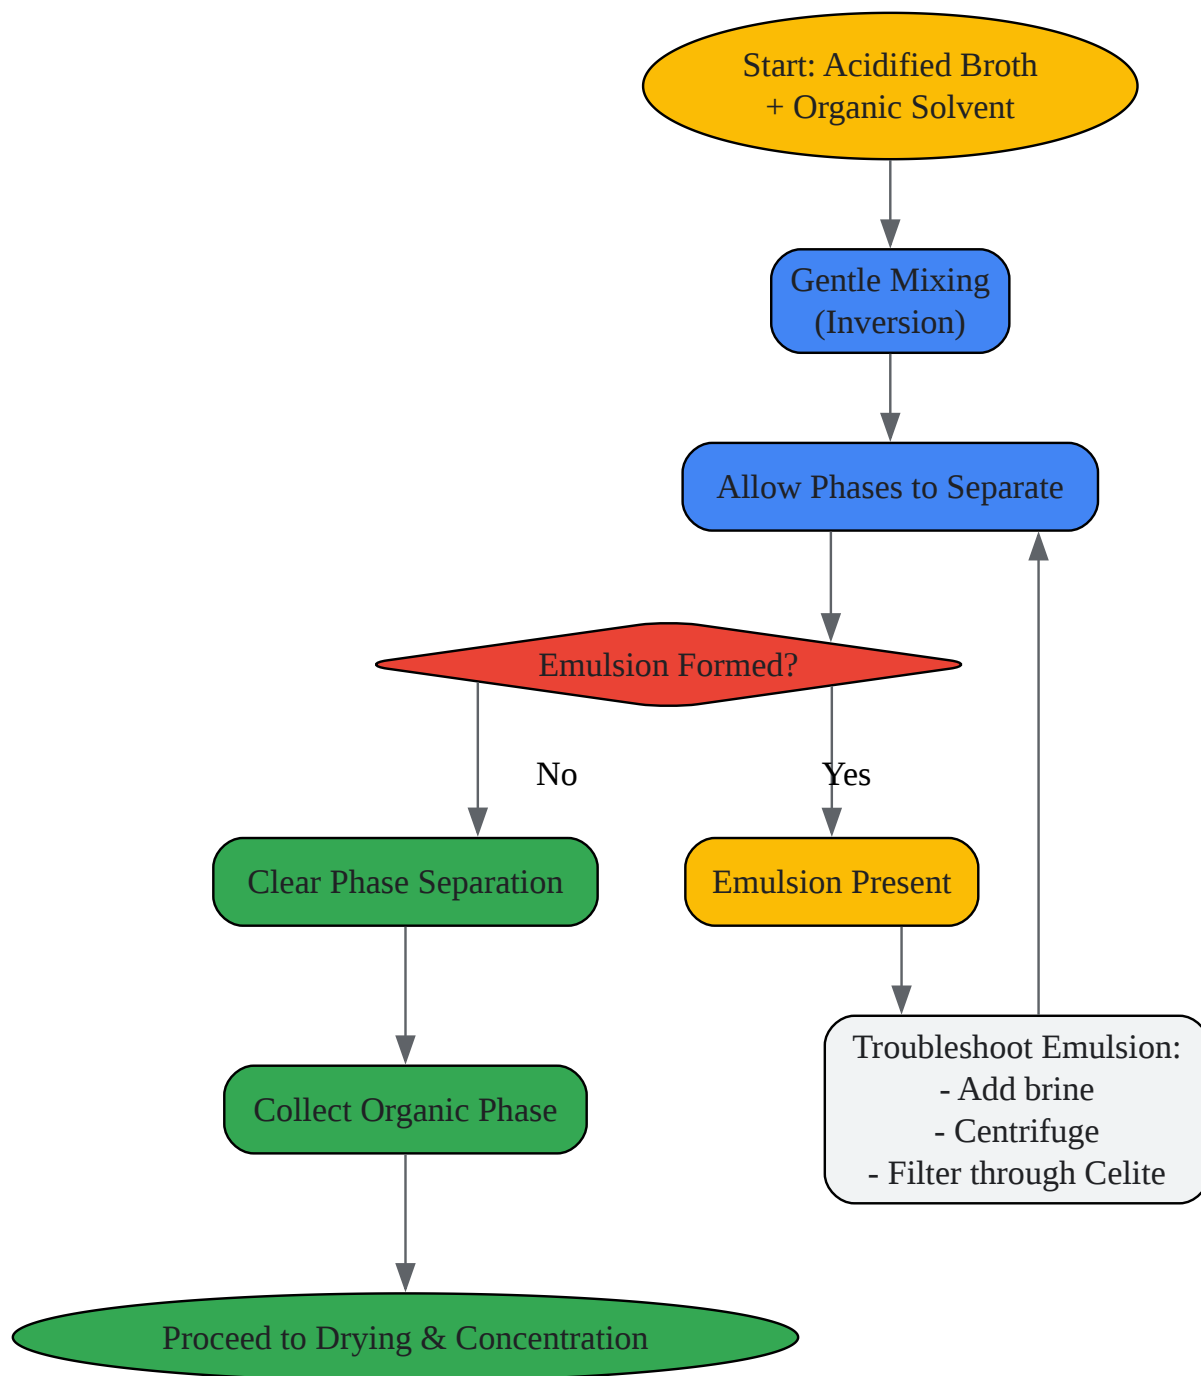 Start: Acidified Broth
+ Organic Solvent
Gentle Mixing
(Inversion)
Allow Phases to Separate
Emulsion Formed?
No
Yes
Clear Phase Separation
Emulsion Present
Troubleshoot Emulsion:
- Add brine
- Centrifuge
- Filter through Celite
Collect Organic Phase
Proceed to Drying & Concentration